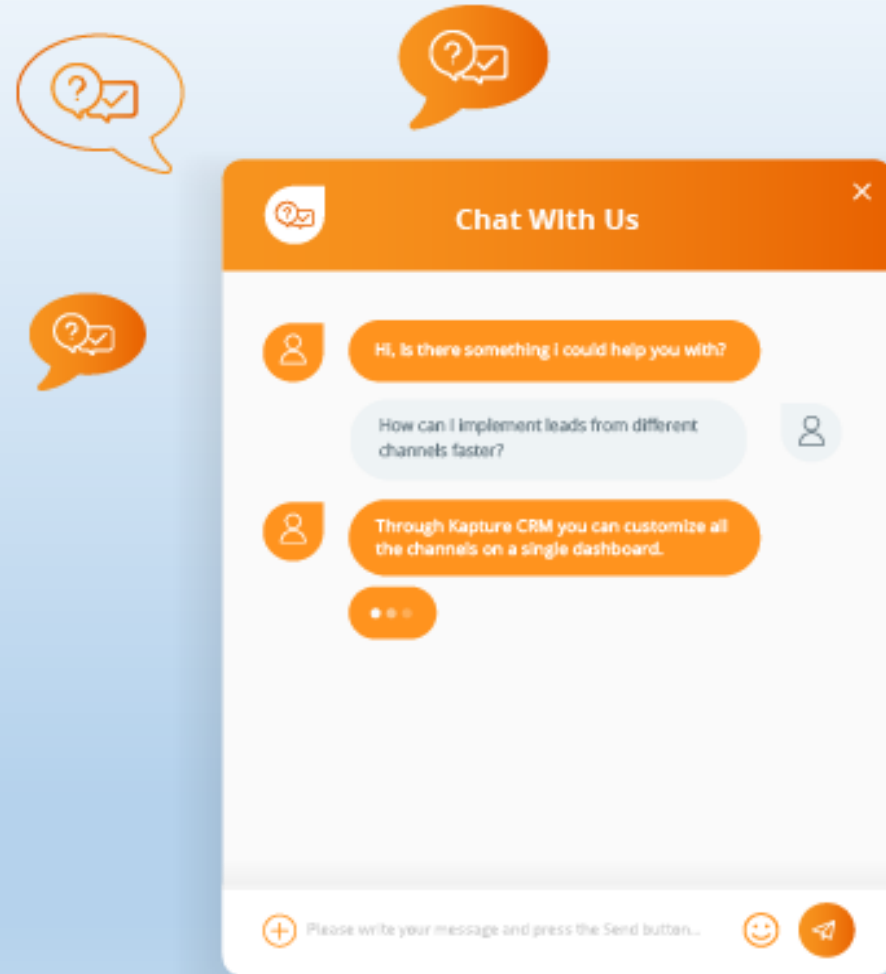 Chat WIth Us
Hi, Is there something I could help you with?
How can I implement leads from different
channels faster?
Through Kapture CRM you can customize all
the channels on a single dashboard.
Please write your message and press the Send button...